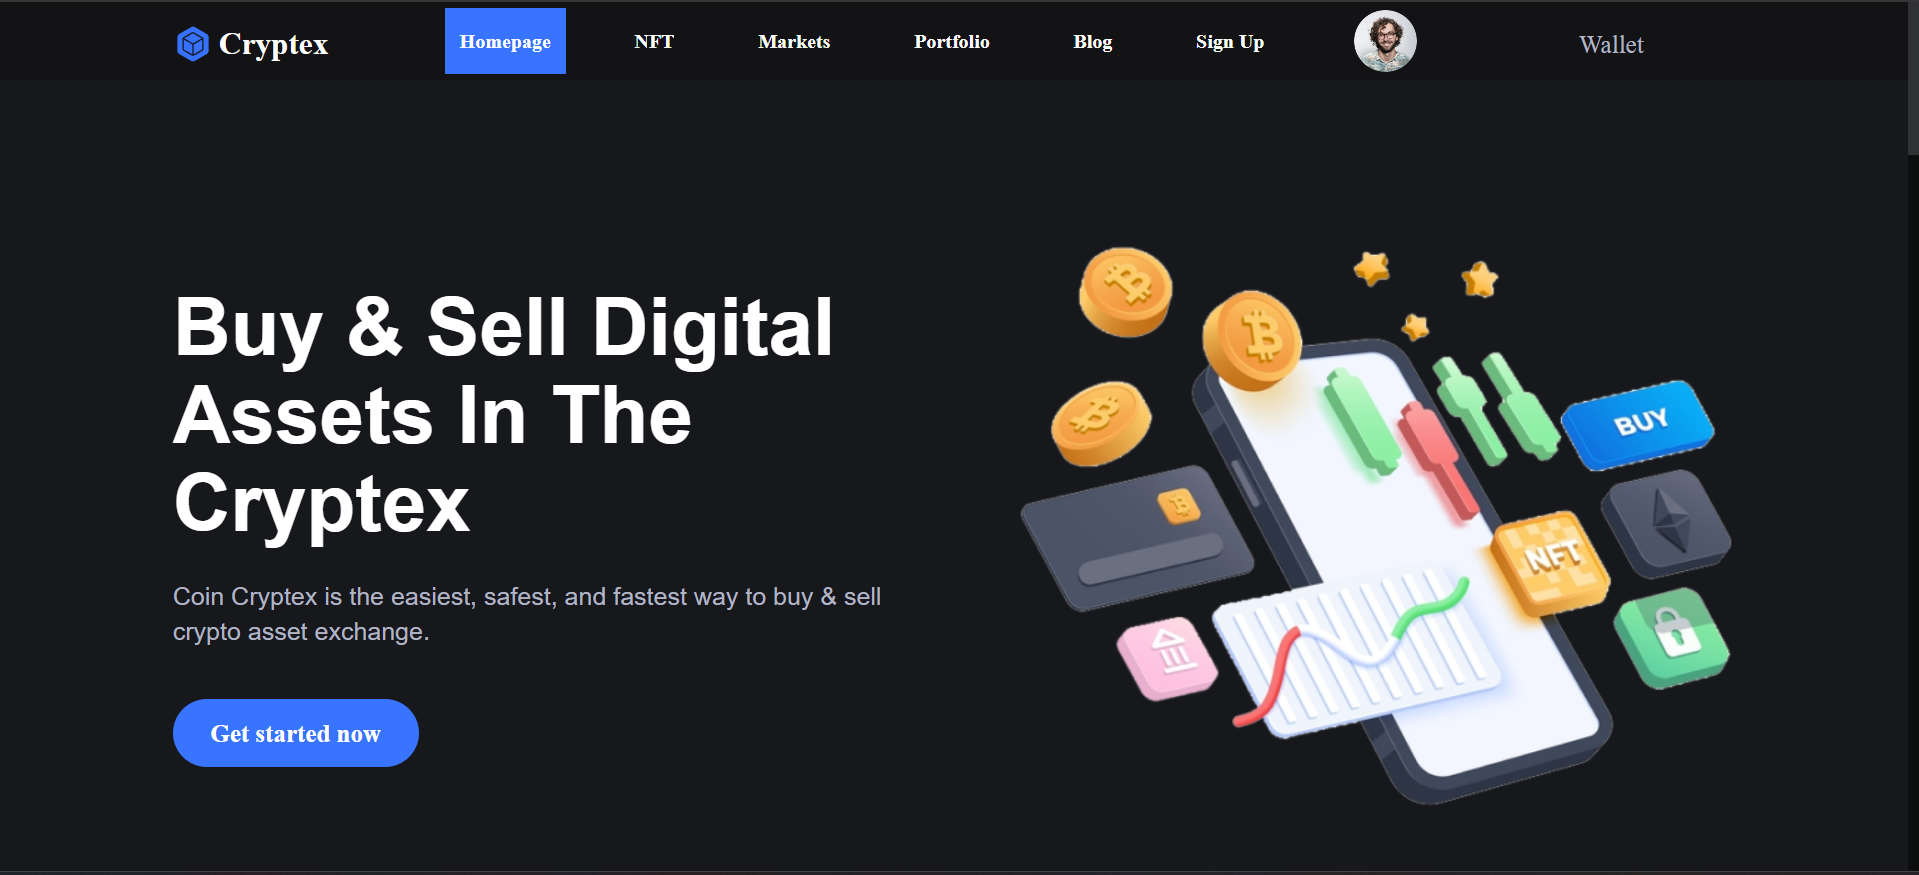 Cryptex
Homepage
NFT
Markets
Portfolio
Blog
Sign Up
Wallet
Buy & Sell Digital
Assets In The
Cryptex
Coin Cryptex is the easiest, safest, and fastest way to buy & sell
crypto asset exchange.
Get started now
BUY
NFT